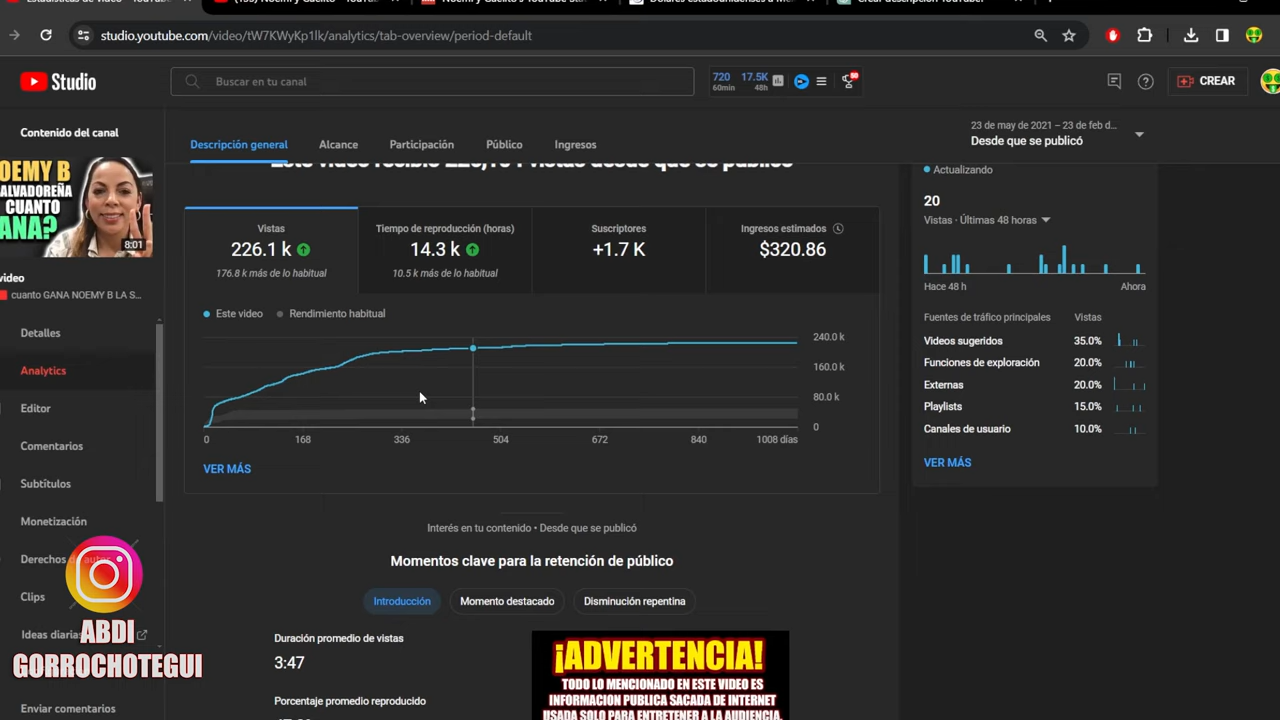 studio.youtube.com/video/tW7KWyKp1lk/analytics/tab-overview/period-default
Studio
Buscar en tu canal
720
60min
17.5K
48h
CREAR
Contenido del canal
Descripción general
Alcance
Participación
Público
Ingresos
23 de may de 2021 – 23 de feb d...
Desde que se publicó
OEMY B
ALVADOREÑA
CUANTO
ANA?
8:01
video
cuanto GANA NOEMY B LA S...
Detalles
Analytics
Editor
Comentarios
Subtítulos
Monetización
Derechos de autor
Clips
Ideas diarias
Enviar comentarios
ABDI
GORROCHOTEGUI
Vistas
226.1 k
176.8 k más de lo habitual
Tiempo de reproducción (horas)
14.3 k
10.5 k más de lo habitual
Suscriptores
+1.7 K
Ingresos estimados
$320.86
Este video
Rendimiento habitual
240.0 k
160.0 k
80.0 k
0
0
168
336
504
672
840
1008 días
VER MÁS
Interés en tu contenido • Desde que se publicó
Momentos clave para la retención de público
Introducción
Momento destacado
Disminución repentina
Duración promedio de vistas
3:47
Porcentaje promedio reproducido
¡ADVERTENCIA!
TODO LO MENCIONADO EN ESTE VIDEO ES
INFORMACION PUBLICA SACADA DE INTERNET
USADA SOLO PARA ENTRETENER A LA AUDIENCIA.
Actualizando
20
Vistas · Últimas 48 horas
Hace 48 h
Ahora
Fuentes de tráfico principales
Vistas
Videos sugeridos
35.0%
Funciones de exploración
20.0%
Externas
20.0%
Playlists
15.0%
Canales de usuario
10.0%
VER MÁS